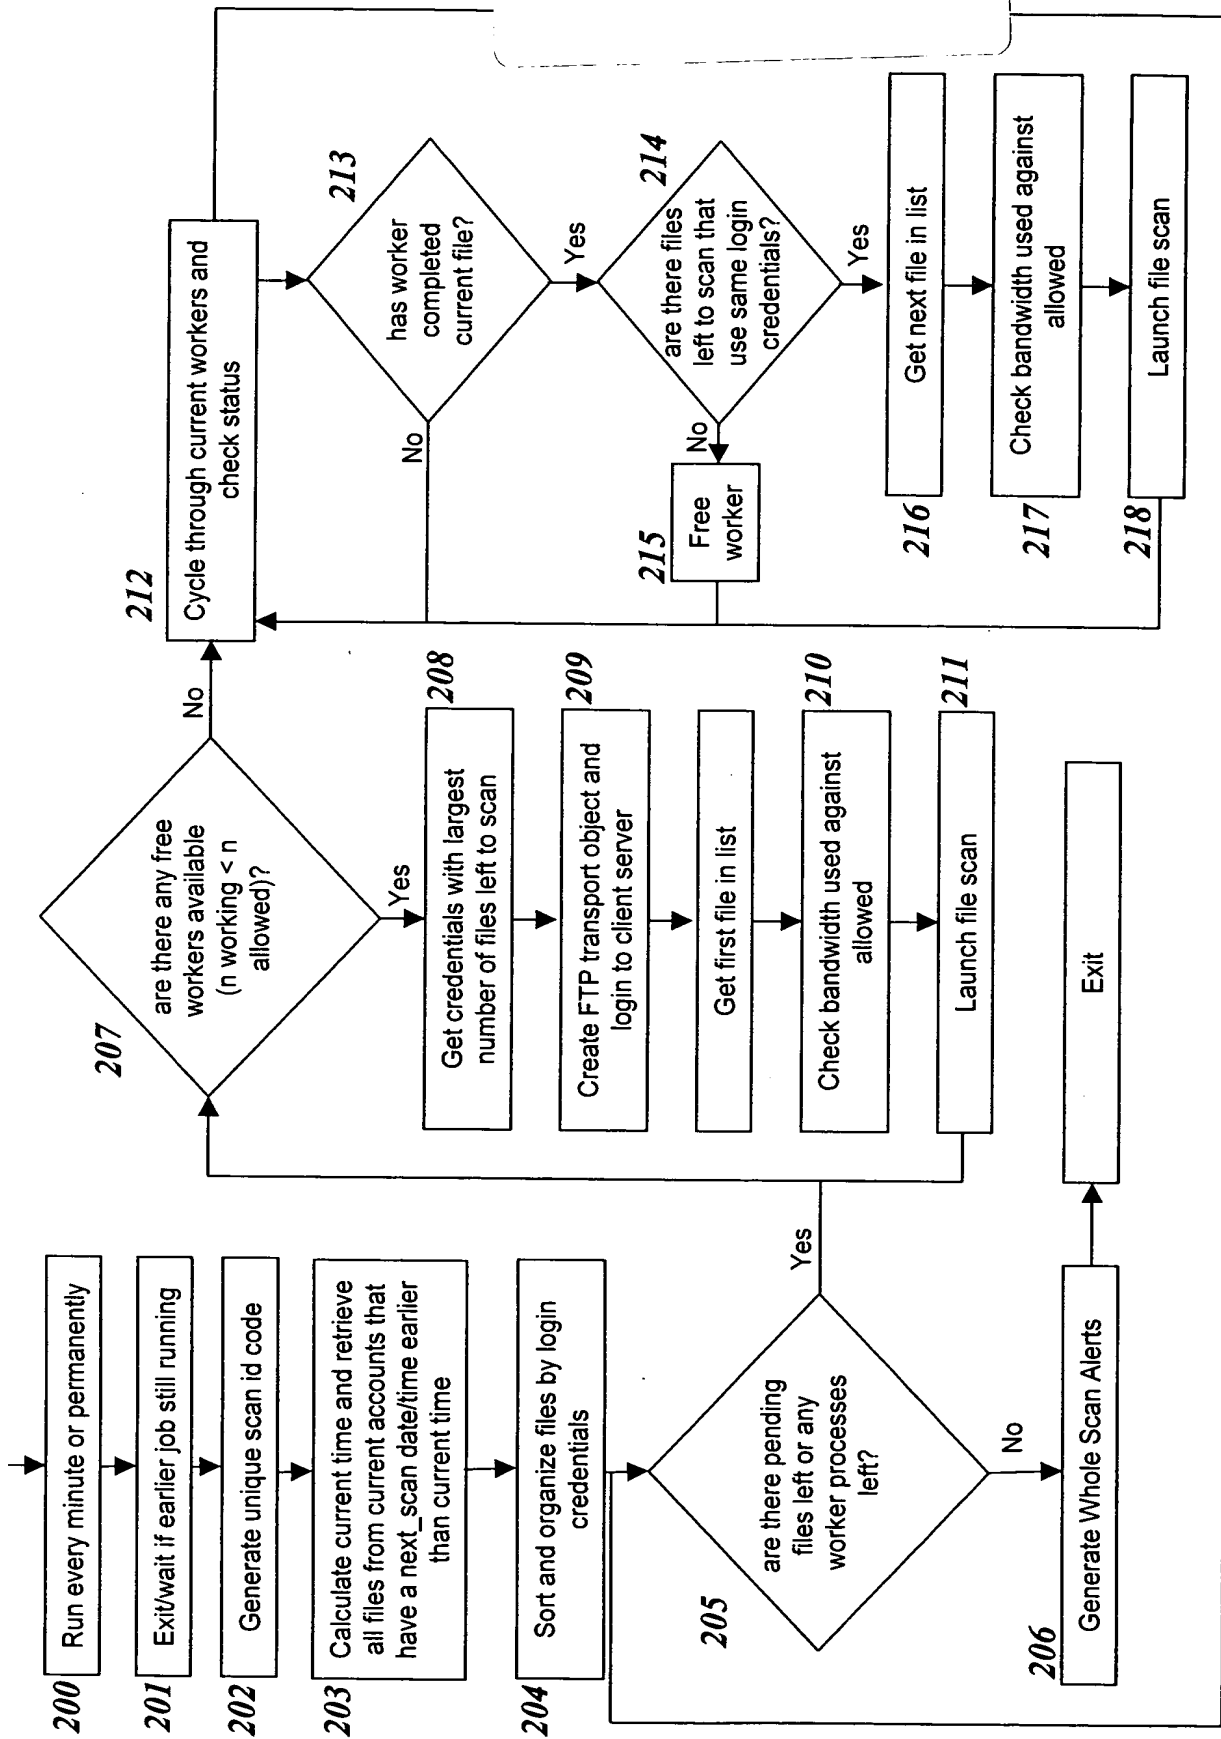 200
Run every minute or permanently
201
Exit/wait if earlier job still running
202
Generate unique scan id code
203
Calculate current time and retrieve
all files from current accounts that
have a next_scan date/time earlier
than current time
204
Sort and organize files by login
credentials
205
are there pending
files left or any
worker processes
left?
Yes
No
206
Generate Whole Scan Alerts
Exit
207
are there any free
workers available
(n working < n
allowed)?
No
Yes
208
Get credentials with largest
number of files left to scan
209
Create FTP transport object and
login to client server
Get first file in list
210
Check bandwidth used against
allowed
211
Launch file scan
212
Cycle through current workers and
check status
213
has worker
completed
current file?
No
Yes
214
are there files
left to scan that
use same login
credentials?
No
Yes
215
Free
worker
216
Get next file in list
217
Check bandwidth used against
allowed
218
Launch file scan